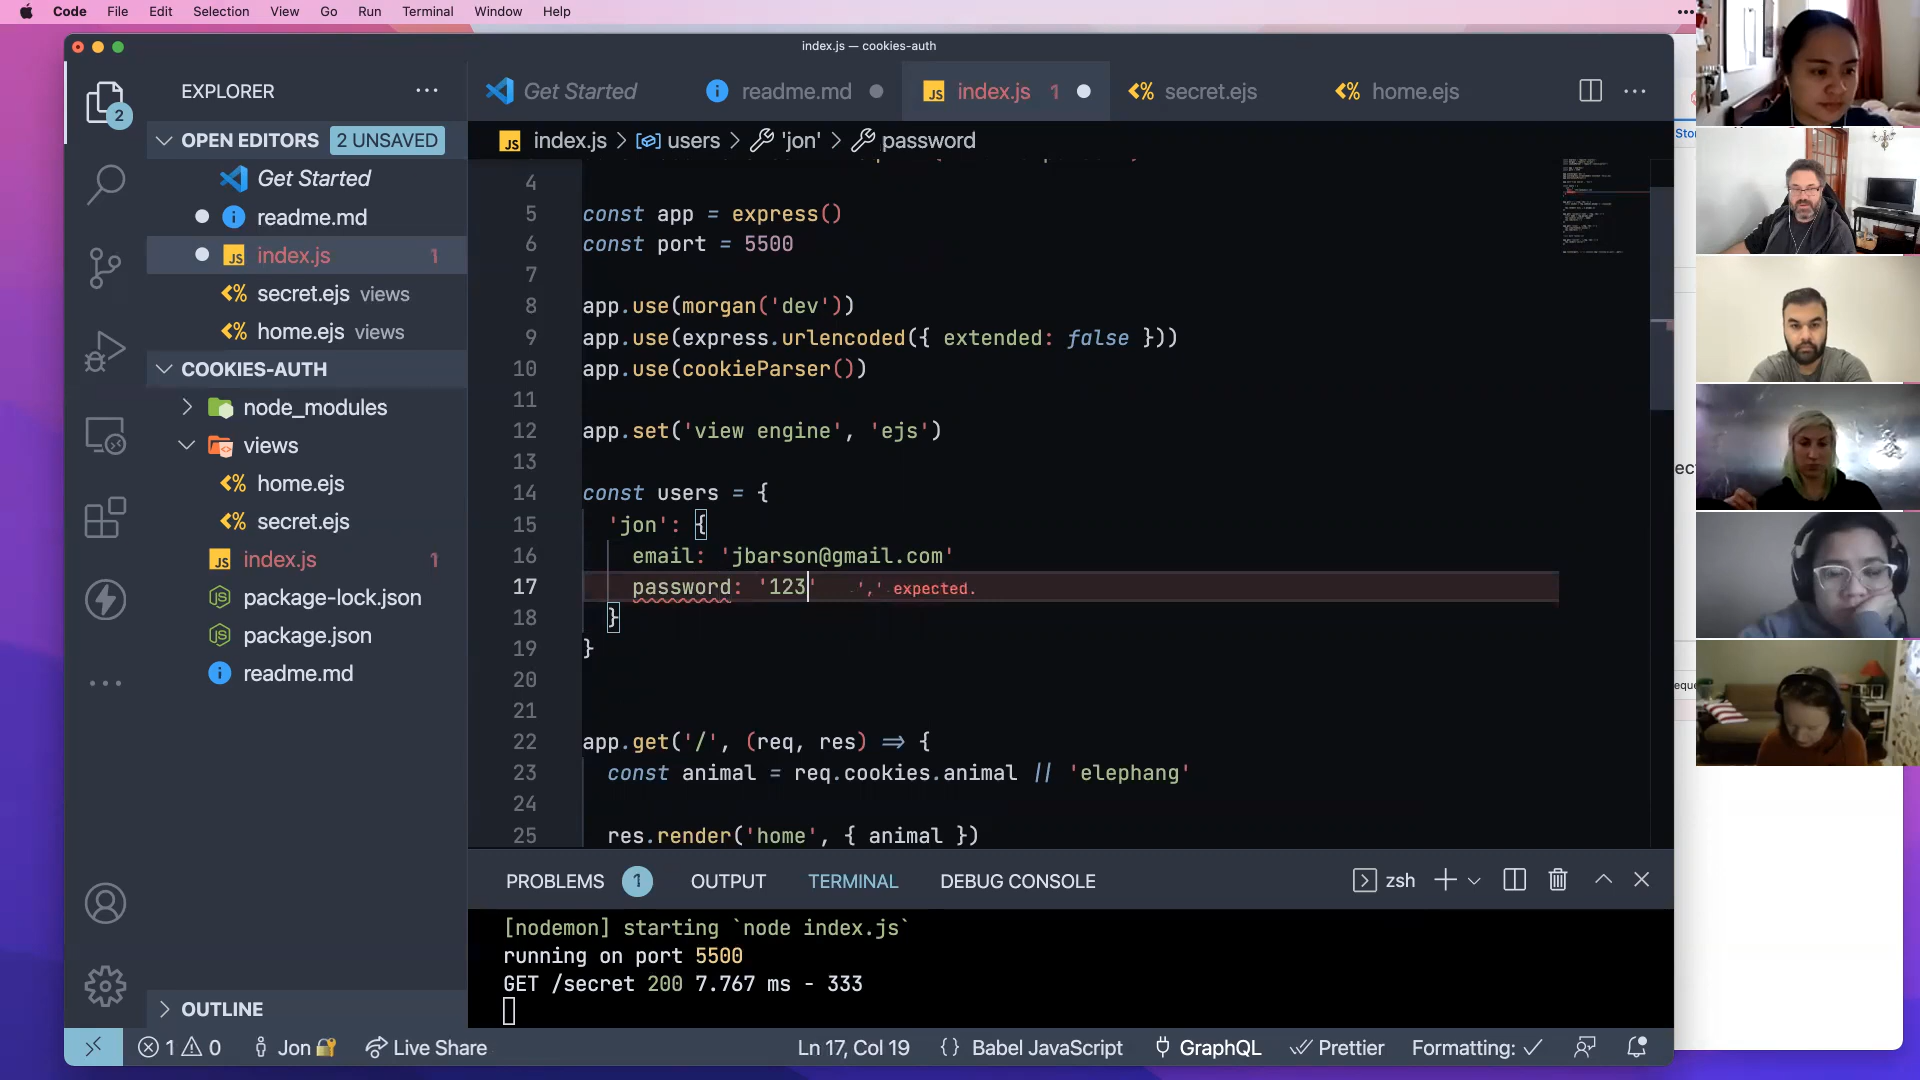 Code File Edit Selection View Go Run Terminal Window Help
index.js — cookies-auth
EXPLORER
Get Started
readme.md
index.js 1
secret.ejs
home.ejs
OPEN EDITORS 2 UNSAVED
index.js > users > 'jon' > password
2
Get Started
readme.md
index.js 1
secret.ejs views
home.ejs views
COOKIES-AUTH
node_modules
views
home.ejs
secret.ejs
index.js 1
package-lock.json
package.json
readme.md
OUTLINE
4
5 const app = express()
6 const port = 5500
7
8 app.use(morgan('dev'))
9 app.use(express.urlencoded({ extended: false }))
10 app.use(cookieParser())
11
12 app.set('view engine', 'ejs')
13
14 const users = {
15 'jon': {
16 email: 'jbarson@gmail.com'
17 password: '123' ',' expected.
18 }
19 }
20
21
22 app.get('/', (req, res) => {
23 const animal = req.cookies.animal || 'elephang'
24
25 res.render('home', { animal })
PROBLEMS 1 OUTPUT TERMINAL DEBUG CONSOLE
zsh
[nodemon] starting `node index.js`
running on port 5500
GET /secret 200 7.767 ms - 333
1 0 Jon Live Share
Ln 17, Col 19 {} Babel JavaScript GraphQL Prettier Formatting: ✓
Stor